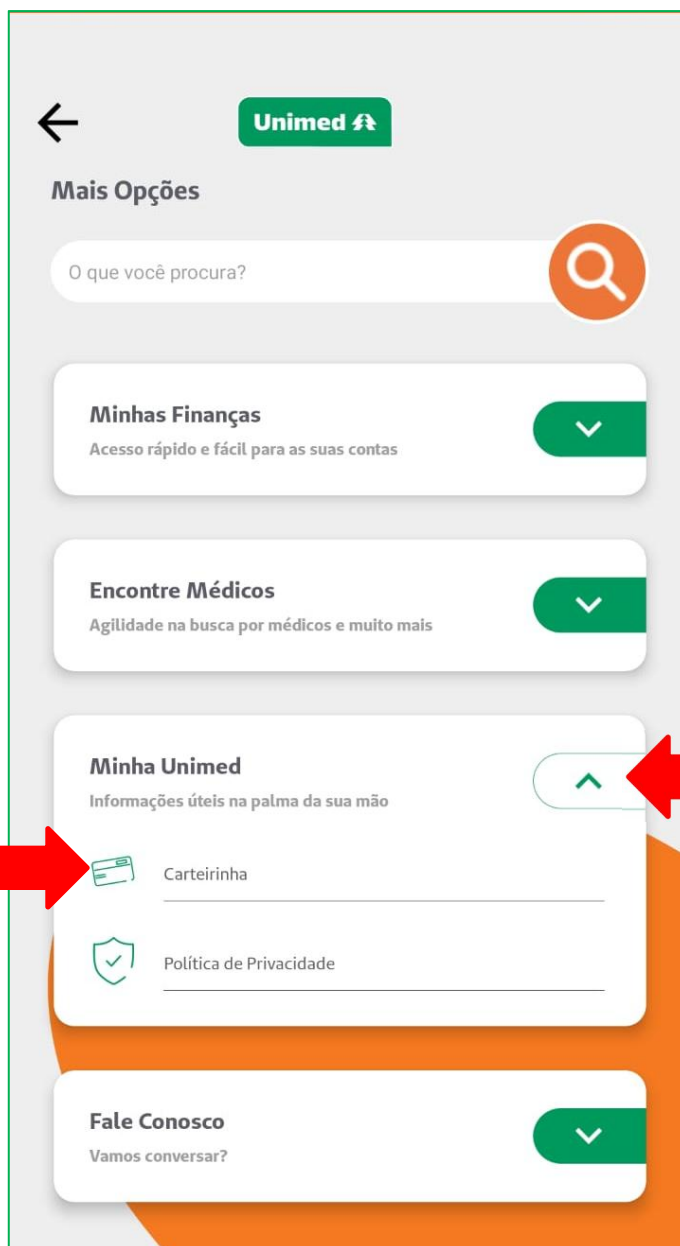 Unimed
Mais Opções
O que você procura?
Minhas Finanças
Acesso rápido e fácil para as suas contas
Encontre Médicos
Agilidade na busca por médicos e muito mais
Minha Unimed
Informações úteis na palma da sua mão
Carteirinha
Política de Privacidade
Fale Conosco
Vamos conversar?